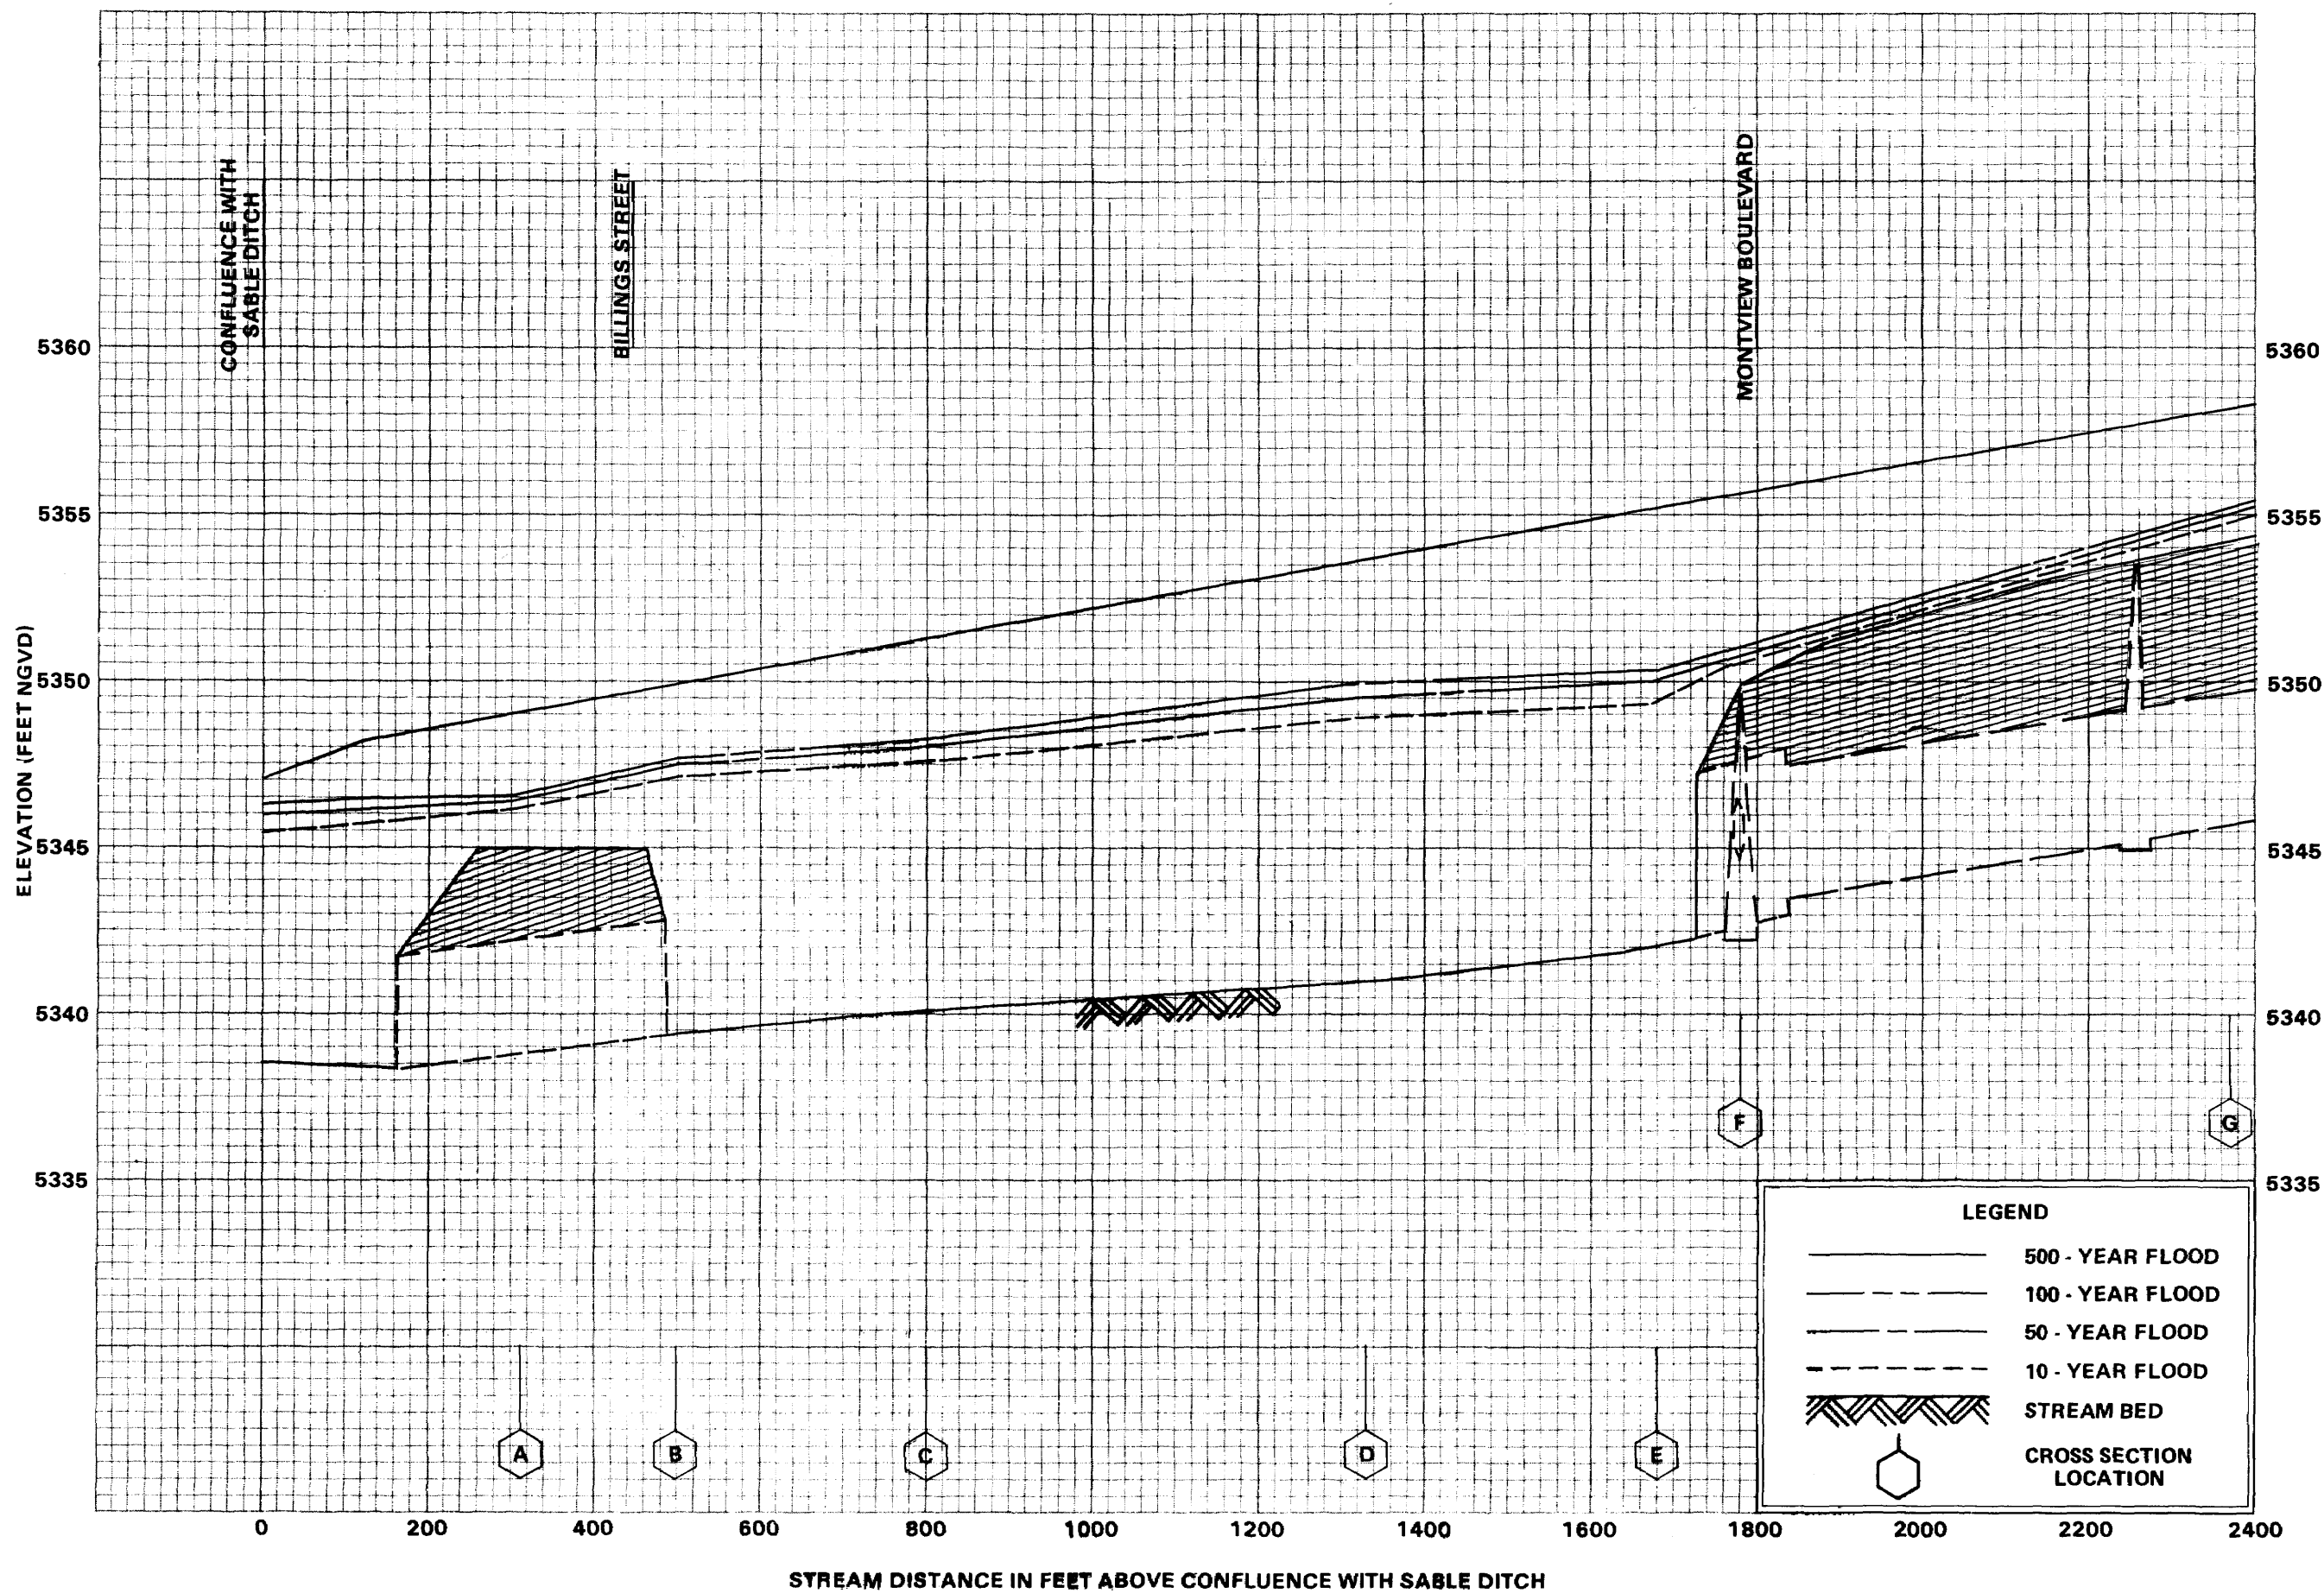 CONFLUENCE WITH
SABLE DITCH
BILLINGS STREET
MONTVIEW BOULEVARD
ELEVATION (FEET NGVD)
5360
5355
5350
5345
5340
5335
5360
5355
5350
5345
5340
5335
A
B
C
D
E
F
G
LEGEND
500 - YEAR FLOOD
100 - YEAR FLOOD
50 - YEAR FLOOD
10 - YEAR FLOOD
STREAM BED
CROSS SECTION
LOCATION
0 200 400 600 800 1000 1200 1400 1600 1800 2000 2200 2400
STREAM DISTANCE IN FEET ABOVE CONFLUENCE WITH SABLE DITCH